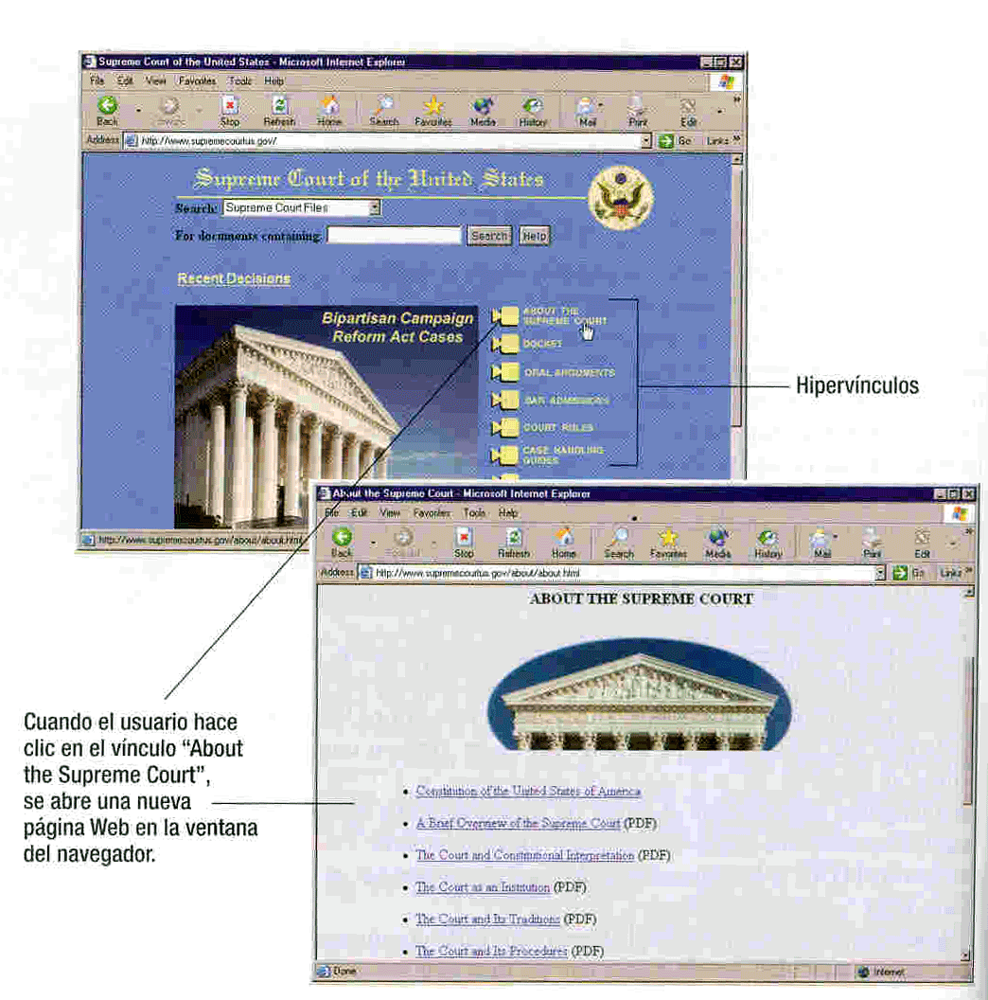 Supreme Court of the United States - Microsoft Internet Explorer
File Edit View Favorites Tools Help
Back Forward Stop Refresh Home Search Favorites Media History Mail Print Edit
Address http://www.supremecourtus.gov/ Go Links
Supreme Court of the United States
Search: Supreme Court Files
For documents containing: Search Help
Recent Decisions
Bipartisan Campaign
Reform Act Cases
ABOUT THE
SUPREME COURT
DOCKET
ORAL ARGUMENTS
BAR ADMISSIONS
COURT RULES
CASE HANDLING
GUIDES
http://www.supremecourtus.gov/about/about.html
Hipervínculos
About the Supreme Court - Microsoft Internet Explorer
File Edit View Favorites Tools Help
Back Forward Stop Refresh Home Search Favorites Media History Mail Print Edit
Address http://www.supremecourtus.gov/about/about.html Go Links
ABOUT THE SUPREME COURT
Constitution of the United States of America
A Brief Overview of the Supreme Court (PDF)
The Court and Constitutional Interpretation (PDF)
The Court as an Institution (PDF)
The Court and Its Traditions (PDF)
The Court and Its Procedures (PDF)
Done Internet
Cuando el usuario hace
clic en el vínculo “About
the Supreme Court”,
se abre una nueva
página Web en la ventana
del navegador.